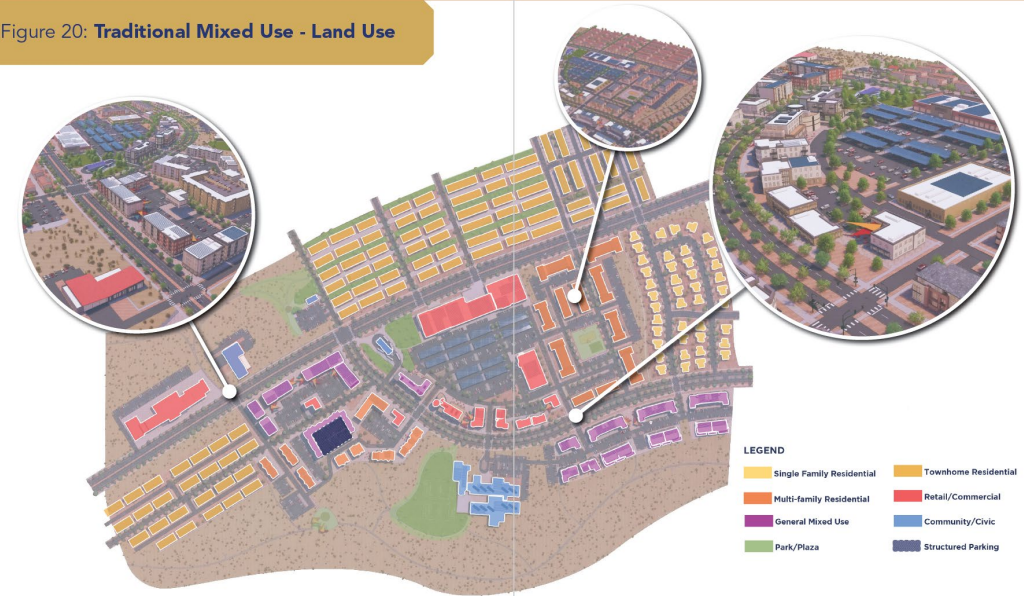 Figure 20: Traditional Mixed Use - Land Use
LEGEND
Single Family Residential
Townhome Residential
Multi-family Residential
Retail/Commercial
General Mixed Use
Community/Civic
Park/Plaza
Structured Parking